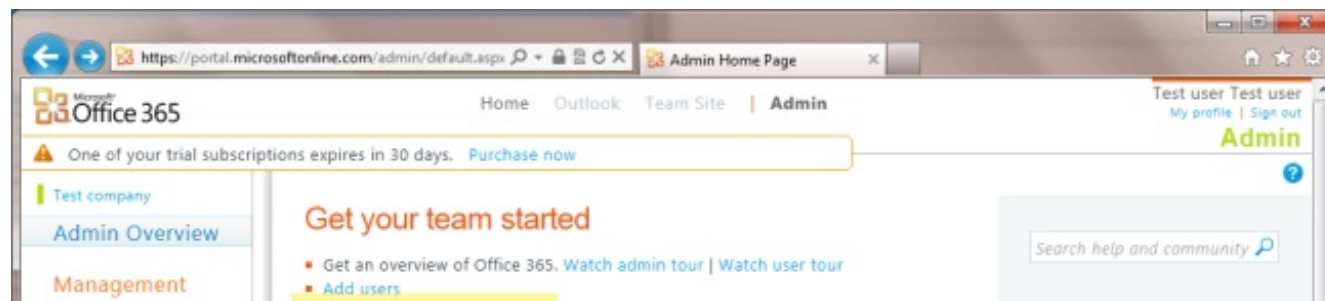 https://portal.microsoftonline.com/admin/default.aspx
Admin Home Page
Microsoft
Office 365
Home Outlook Team Site | Admin
Test user Test user
My profile | Sign out
Admin
One of your trial subscriptions expires in 30 days. Purchase now
Test company
Admin Overview
Management
Get your team started
Get an overview of Office 365. Watch admin tour | Watch user tour
Add users
Search help and community